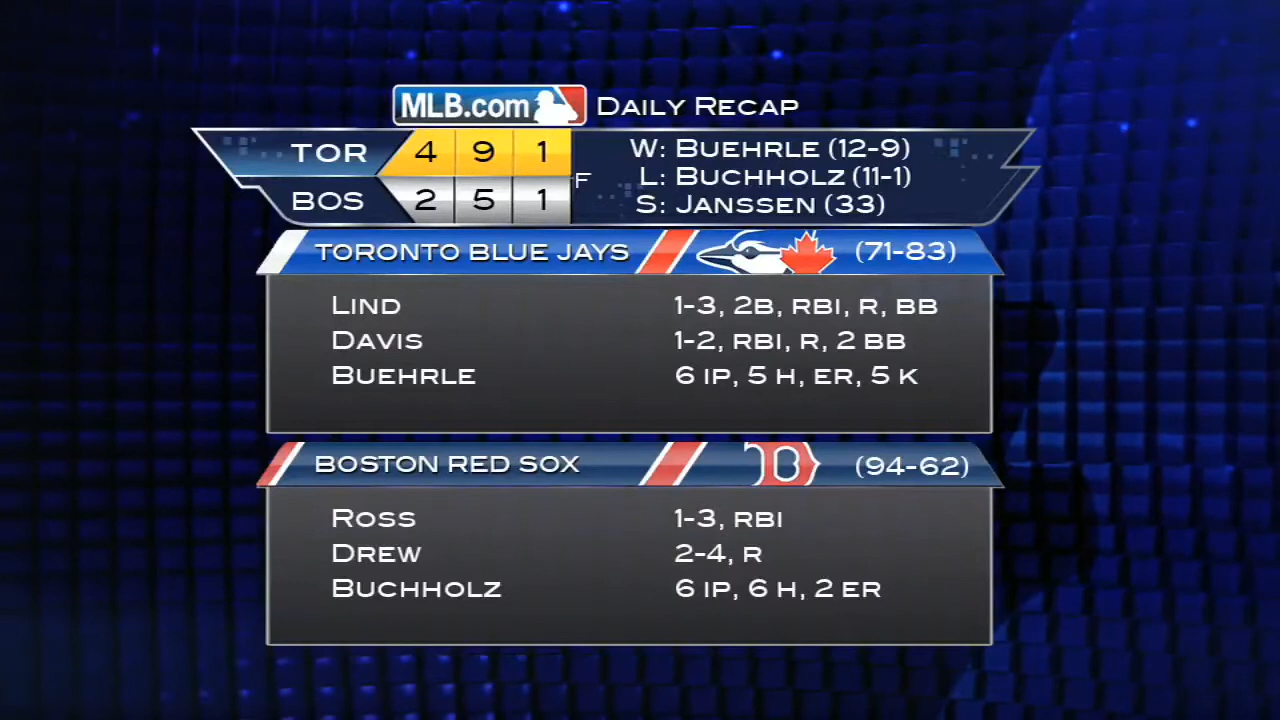 MLB.com DAILY RECAP
TOR 4 9 1
BOS 2 5 1
F
W: BUEHRLE (12-9)
L: BUCHHOLZ (11-1)
S: JANSSEN (33)
TORONTO BLUE JAYS (71-83)
LIND 1-3, 2B, RBI, R, BB
DAVIS 1-2, RBI, R, 2 BB
BUEHRLE 6 IP, 5 H, ER, 5 K
BOSTON RED SOX B (94-62)
ROSS 1-3, RBI
DREW 2-4, R
BUCHHOLZ 6 IP, 6 H, 2 ER